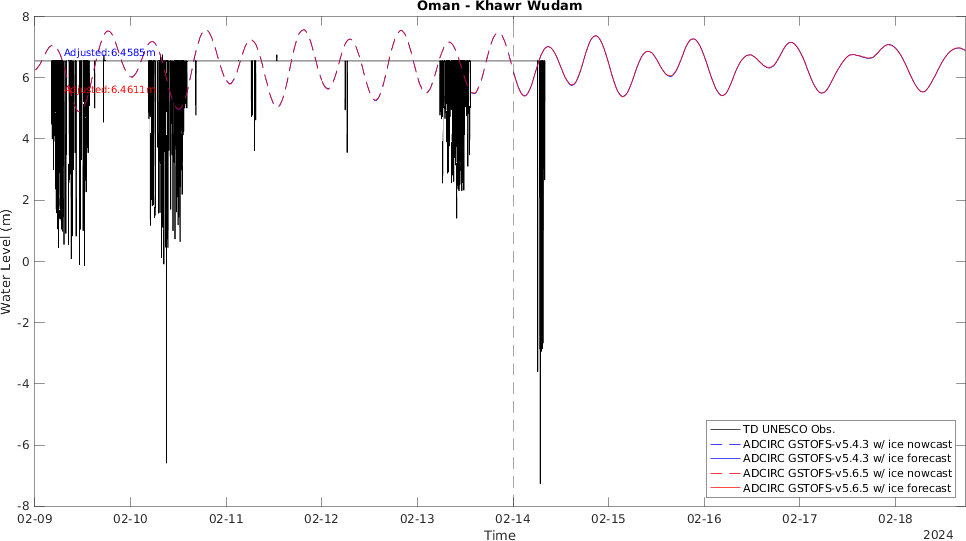 Oman - Khawr Wudam
8
6
4
2
0
-2
-4
-6
-8
Water Level (m)
Adjusted:6.4585m
Adjusted:6.4611m
TD UNESCO Obs.
ADCIRC GSTOFS-v5.4.3 w/ ice nowcast
ADCIRC GSTOFS-v5.4.3 w/ ice forecast
ADCIRC GSTOFS-v5.6.5 w/ ice nowcast
ADCIRC GSTOFS-v5.6.5 w/ ice forecast
02-09 02-10 02-11 02-12 02-13 02-14 02-15 02-16 02-17 02-18
Time
2024